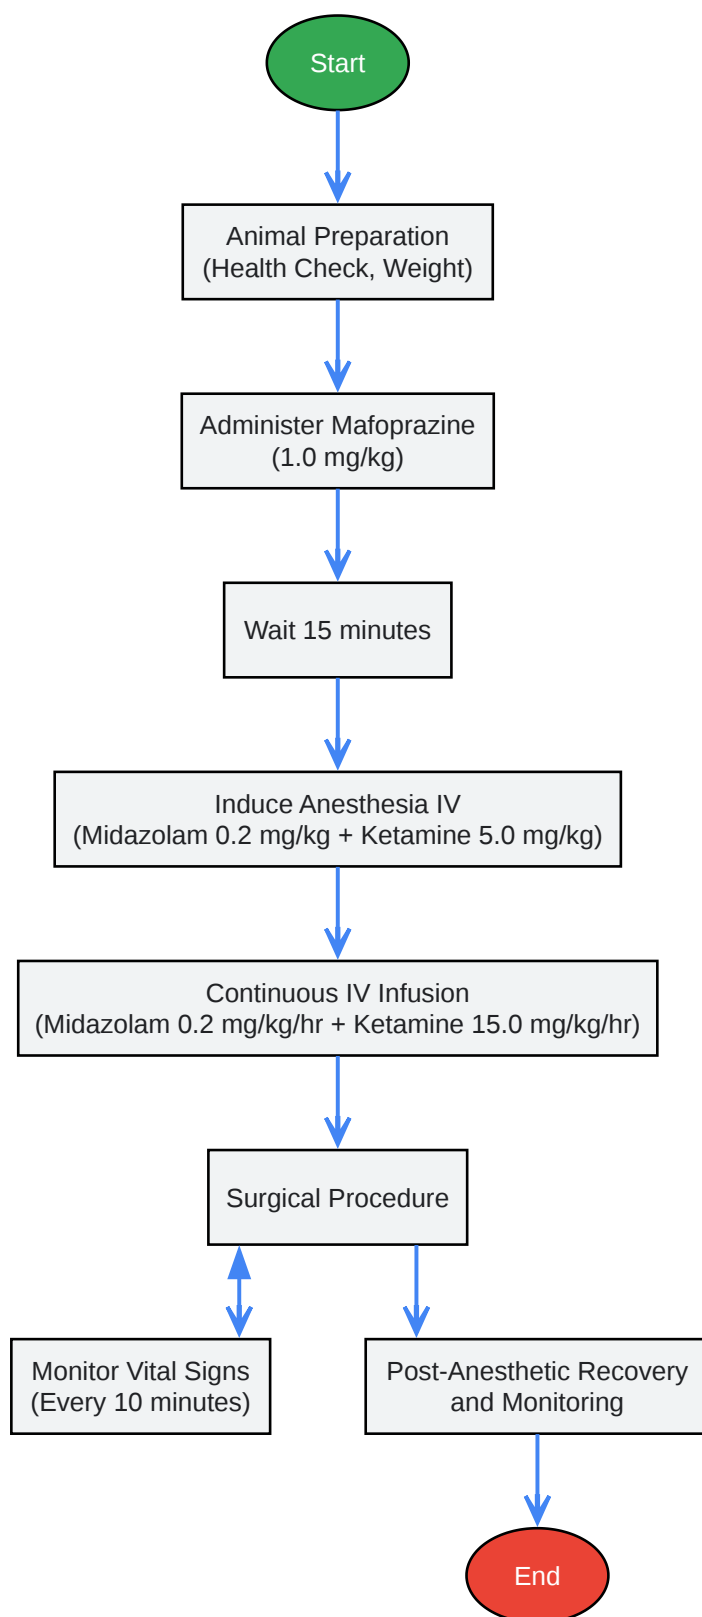 Start
Animal Preparation
(Health Check, Weight)
Administer Mafoprazine
(1.0 mg/kg)
Wait 15 minutes
Induce Anesthesia IV
(Midazolam 0.2 mg/kg + Ketamine 5.0 mg/kg)
Continuous IV Infusion
(Midazolam 0.2 mg/kg/hr + Ketamine 15.0 mg/kg/hr)
Surgical Procedure
Monitor Vital Signs
(Every 10 minutes)
Post-Anesthetic Recovery
and Monitoring
End